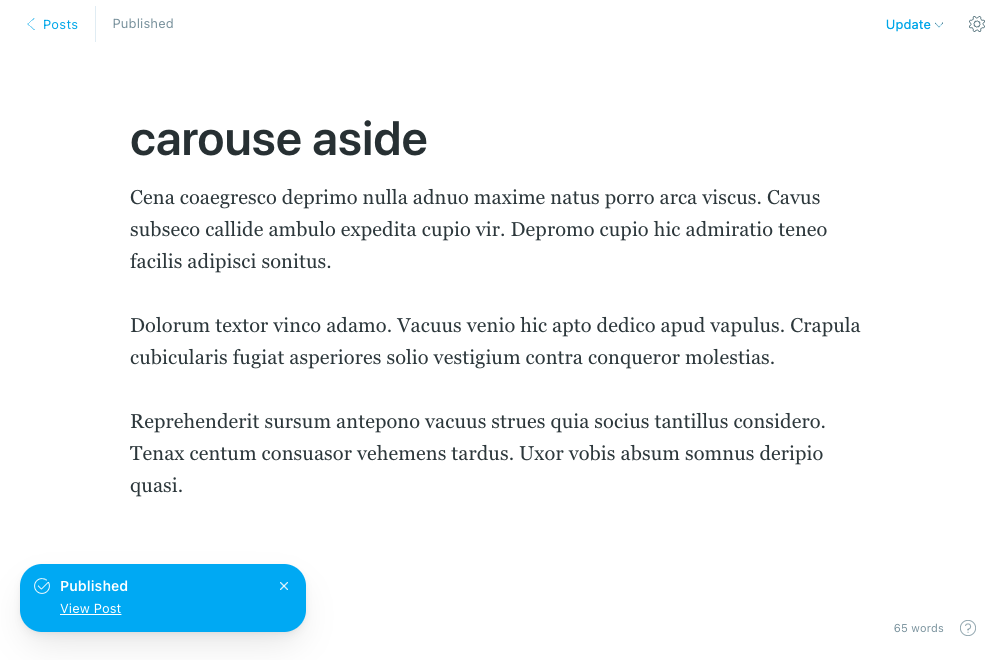 Posts
Published
Update
carouse aside
Cena coaegresco deprimo nulla adnuo maxime natus porro arca viscus. Cavus
subseco callide ambulo expedita cupio vir. Depromo cupio hic admiratio teneo
facilis adipisci sonitus.
Dolorum textor vinco adamo. Vacuus venio hic apto dedico apud vapulus. Crapula
cubicularis fugiat asperiores solio vestigium contra conqueror molestias.
Reprehenderit sursum antepono vacuus strues quia socius tantillus considero.
Tenax centum consuasor vehemens tardus. Uxor vobis absum somnus deripio
quasi.
Published
View Post
65 words